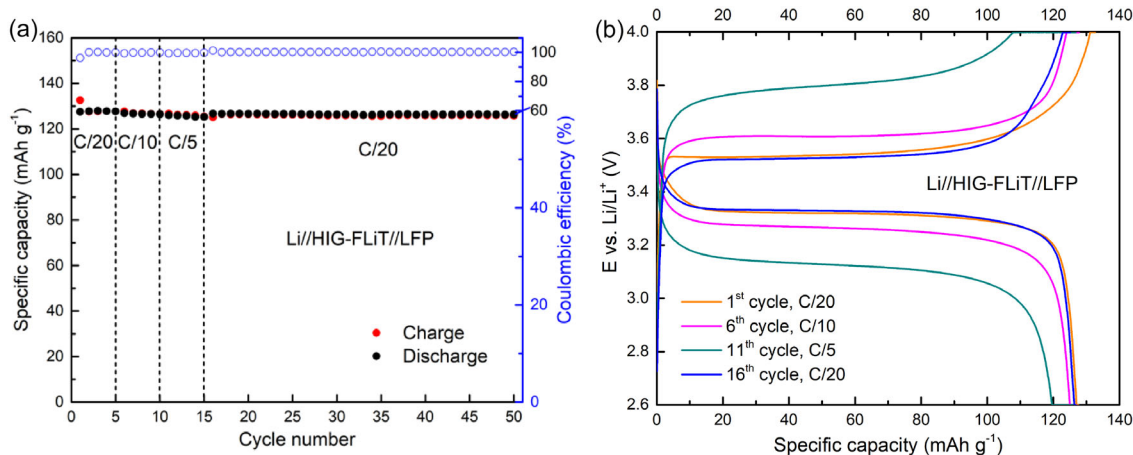 (a)
160
140
120
100
80
60
40
20
0
Specific capacity (mAh g⁻¹)
C/20
C/10
C/5
C/20
Li//HIG-FLiT//LFP
Charge
Discharge
0 5 10 15 20 25 30 35 40 45 50
Cycle number
100
80
60
40
20
0
Coulombic efficiency (%)
(b)
0 20 40 60 80 100 120 140
4.0
3.6
3.4
3.2
3.0
2.8
2.6
E vs. Li/Li⁺ (V)
Li//HIG-FLiT//LFP
1ˢᵗ cycle, C/20
6ᵗʰ cycle, C/10
11ᵗʰ cycle, C/5
16ᵗʰ cycle, C/20
0 20 40 60 80 100 120 140
Specific capacity (mAh g⁻¹)